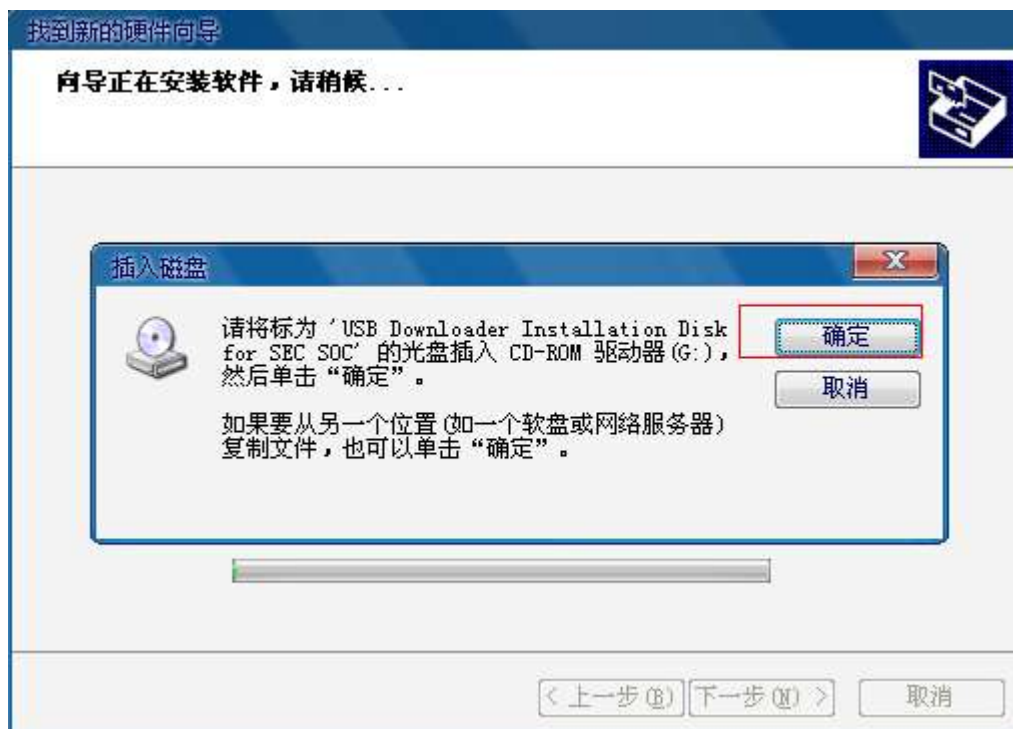 找到新的硬件向导
向导正在安装软件，请稍候...
插入磁盘
请将标为 'USB Downloader Installation Disk
for SEC SOC' 的光盘插入 CD-ROM 驱动器(G:)，
然后单击“确定”。
如果要从另一个位置(如一个软盘或网络服务器)
复制文件，也可以单击“确定”。
确定
取消
< 上一步(B) 下一步(N) > 取消